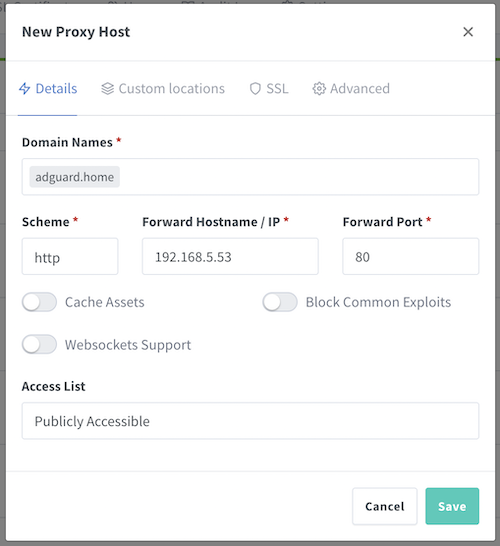 New Proxy Host
Details Custom locations SSL Advanced
Domain Names *
adguard.home
Scheme * Forward Hostname / IP * Forward Port *
http 192.168.5.53 80
Cache Assets Block Common Exploits
Websockets Support
Access List
Publicly Accessible
Cancel Save